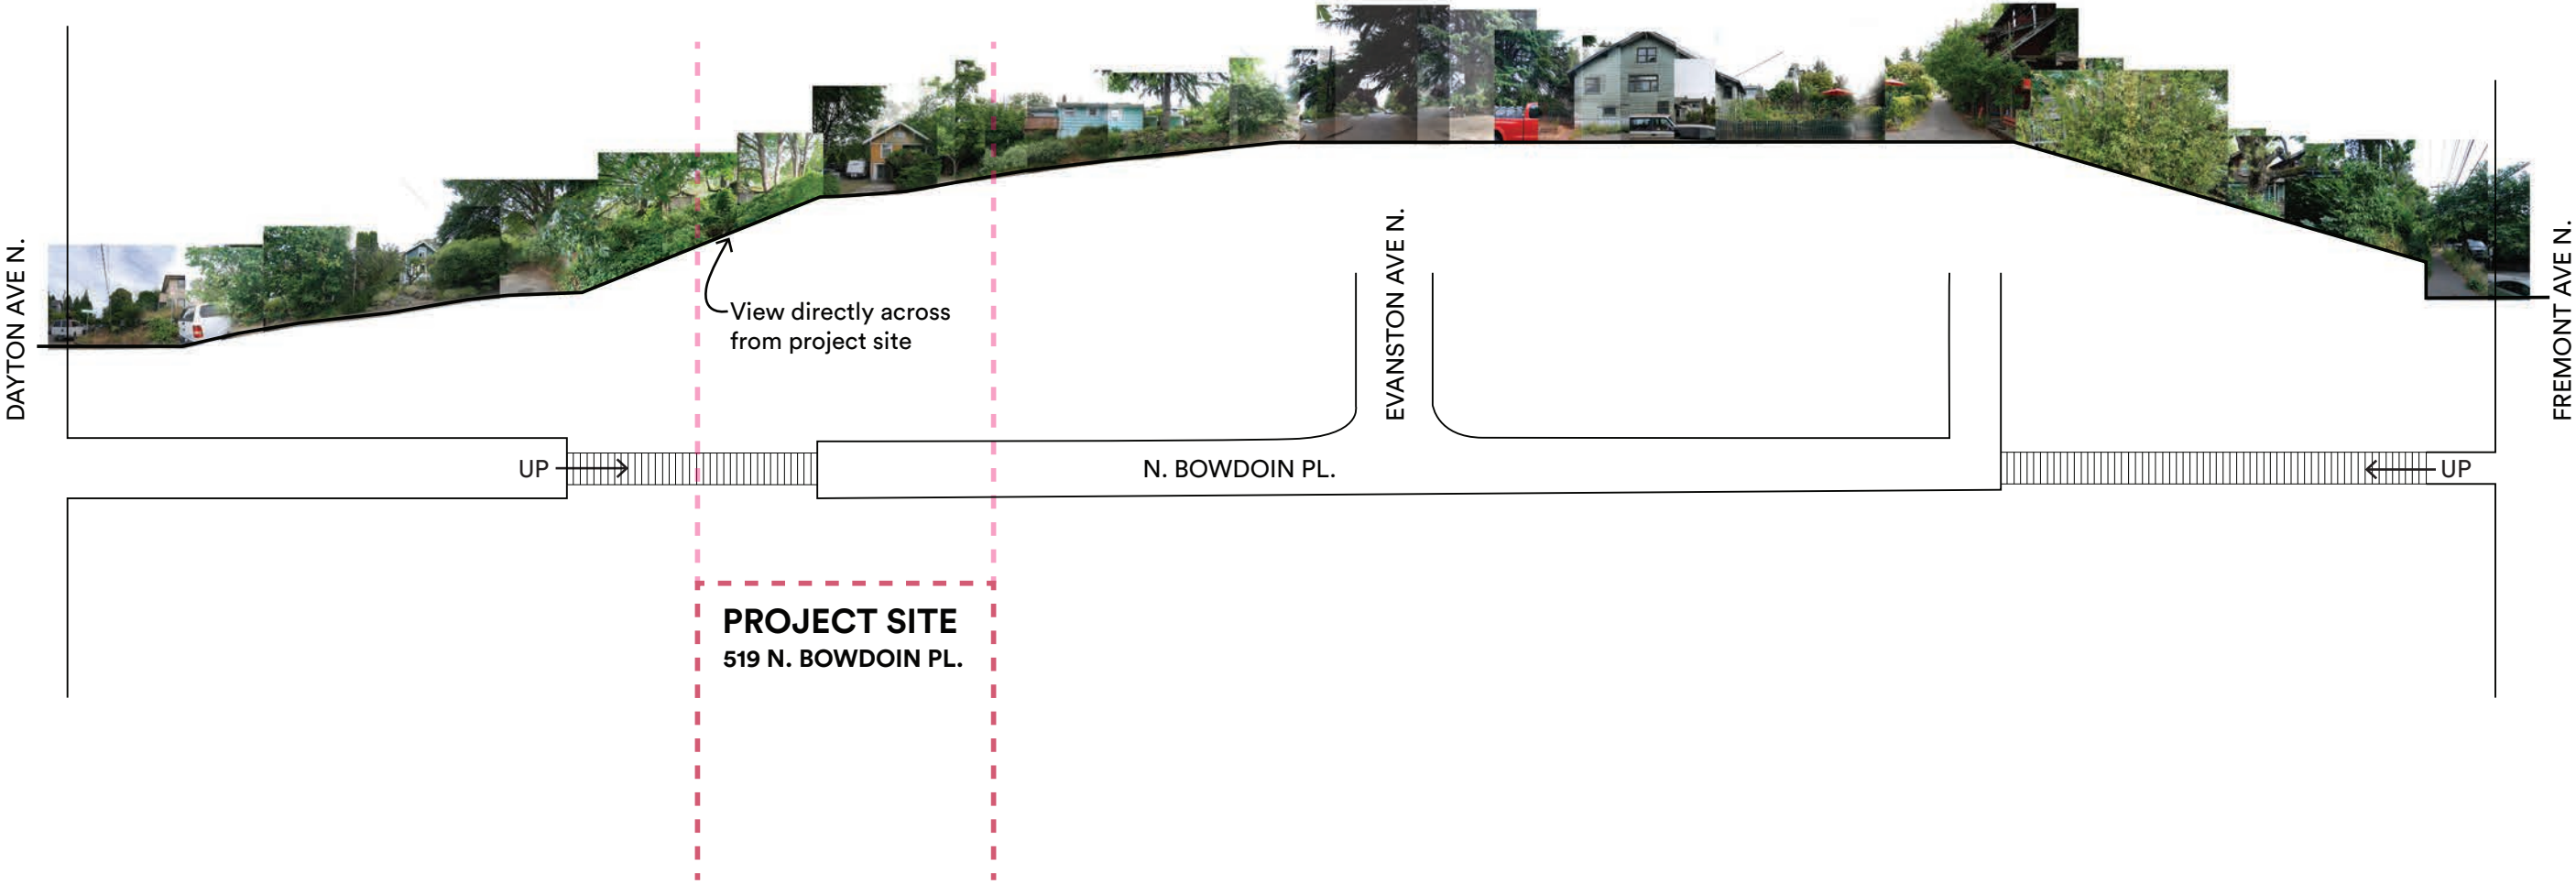 DAYTON AVE N.
View directly across
from project site
EVANSTON AVE N.
FREMONT AVE N.
UP
N. BOWDOIN PL.
UP
PROJECT SITE
519 N. BOWDOIN PL.